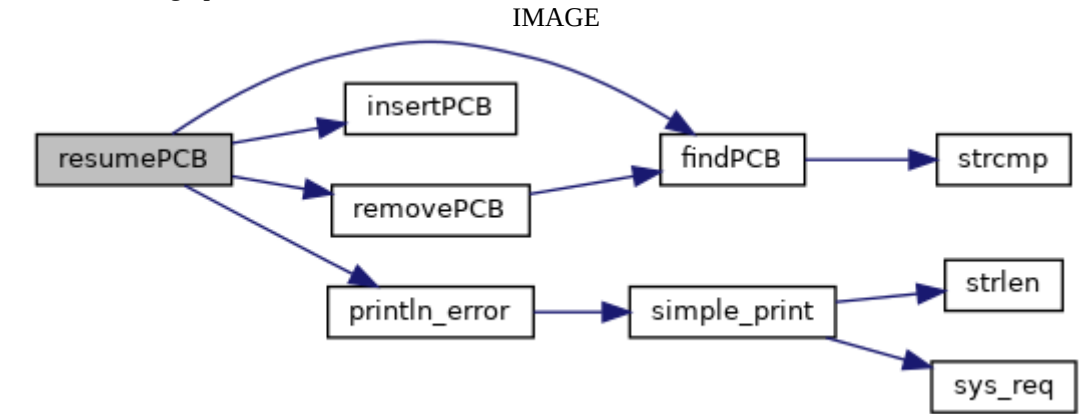 IMAGE
insertPCB
resumePCB
findPCB
strcmp
removePCB
println_error
simple_print
strlen
sys_req